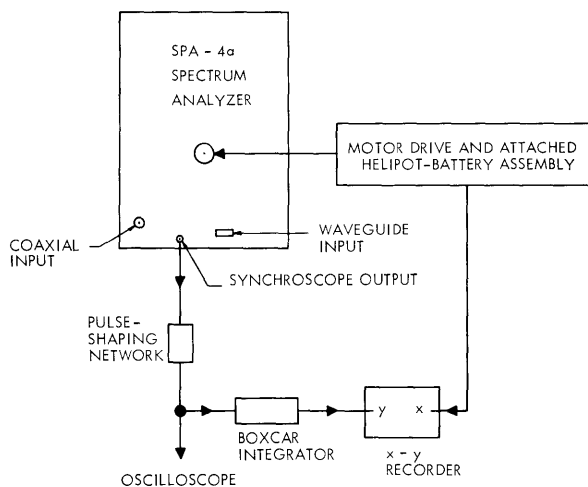 SPA - 4a
SPECTRUM
ANALYZER
MOTOR DRIVE AND ATTACHED
HELIPOT-BATTERY ASSEMBLY
COAXIAL
INPUT
WAVEGUIDE
INPUT
SYNCHROSCOPE OUTPUT
PULSE-
SHAPING
NETWORK
y x
BOXCAR
INTEGRATOR
x - y
RECORDER
OSCILLOSCOPE